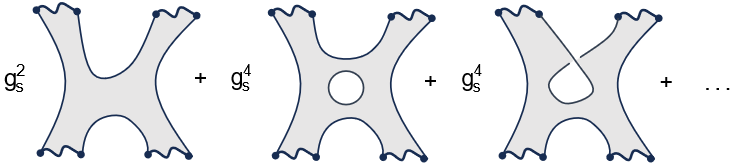 g_s^2 + g_s^4 + g_s^4 + ...